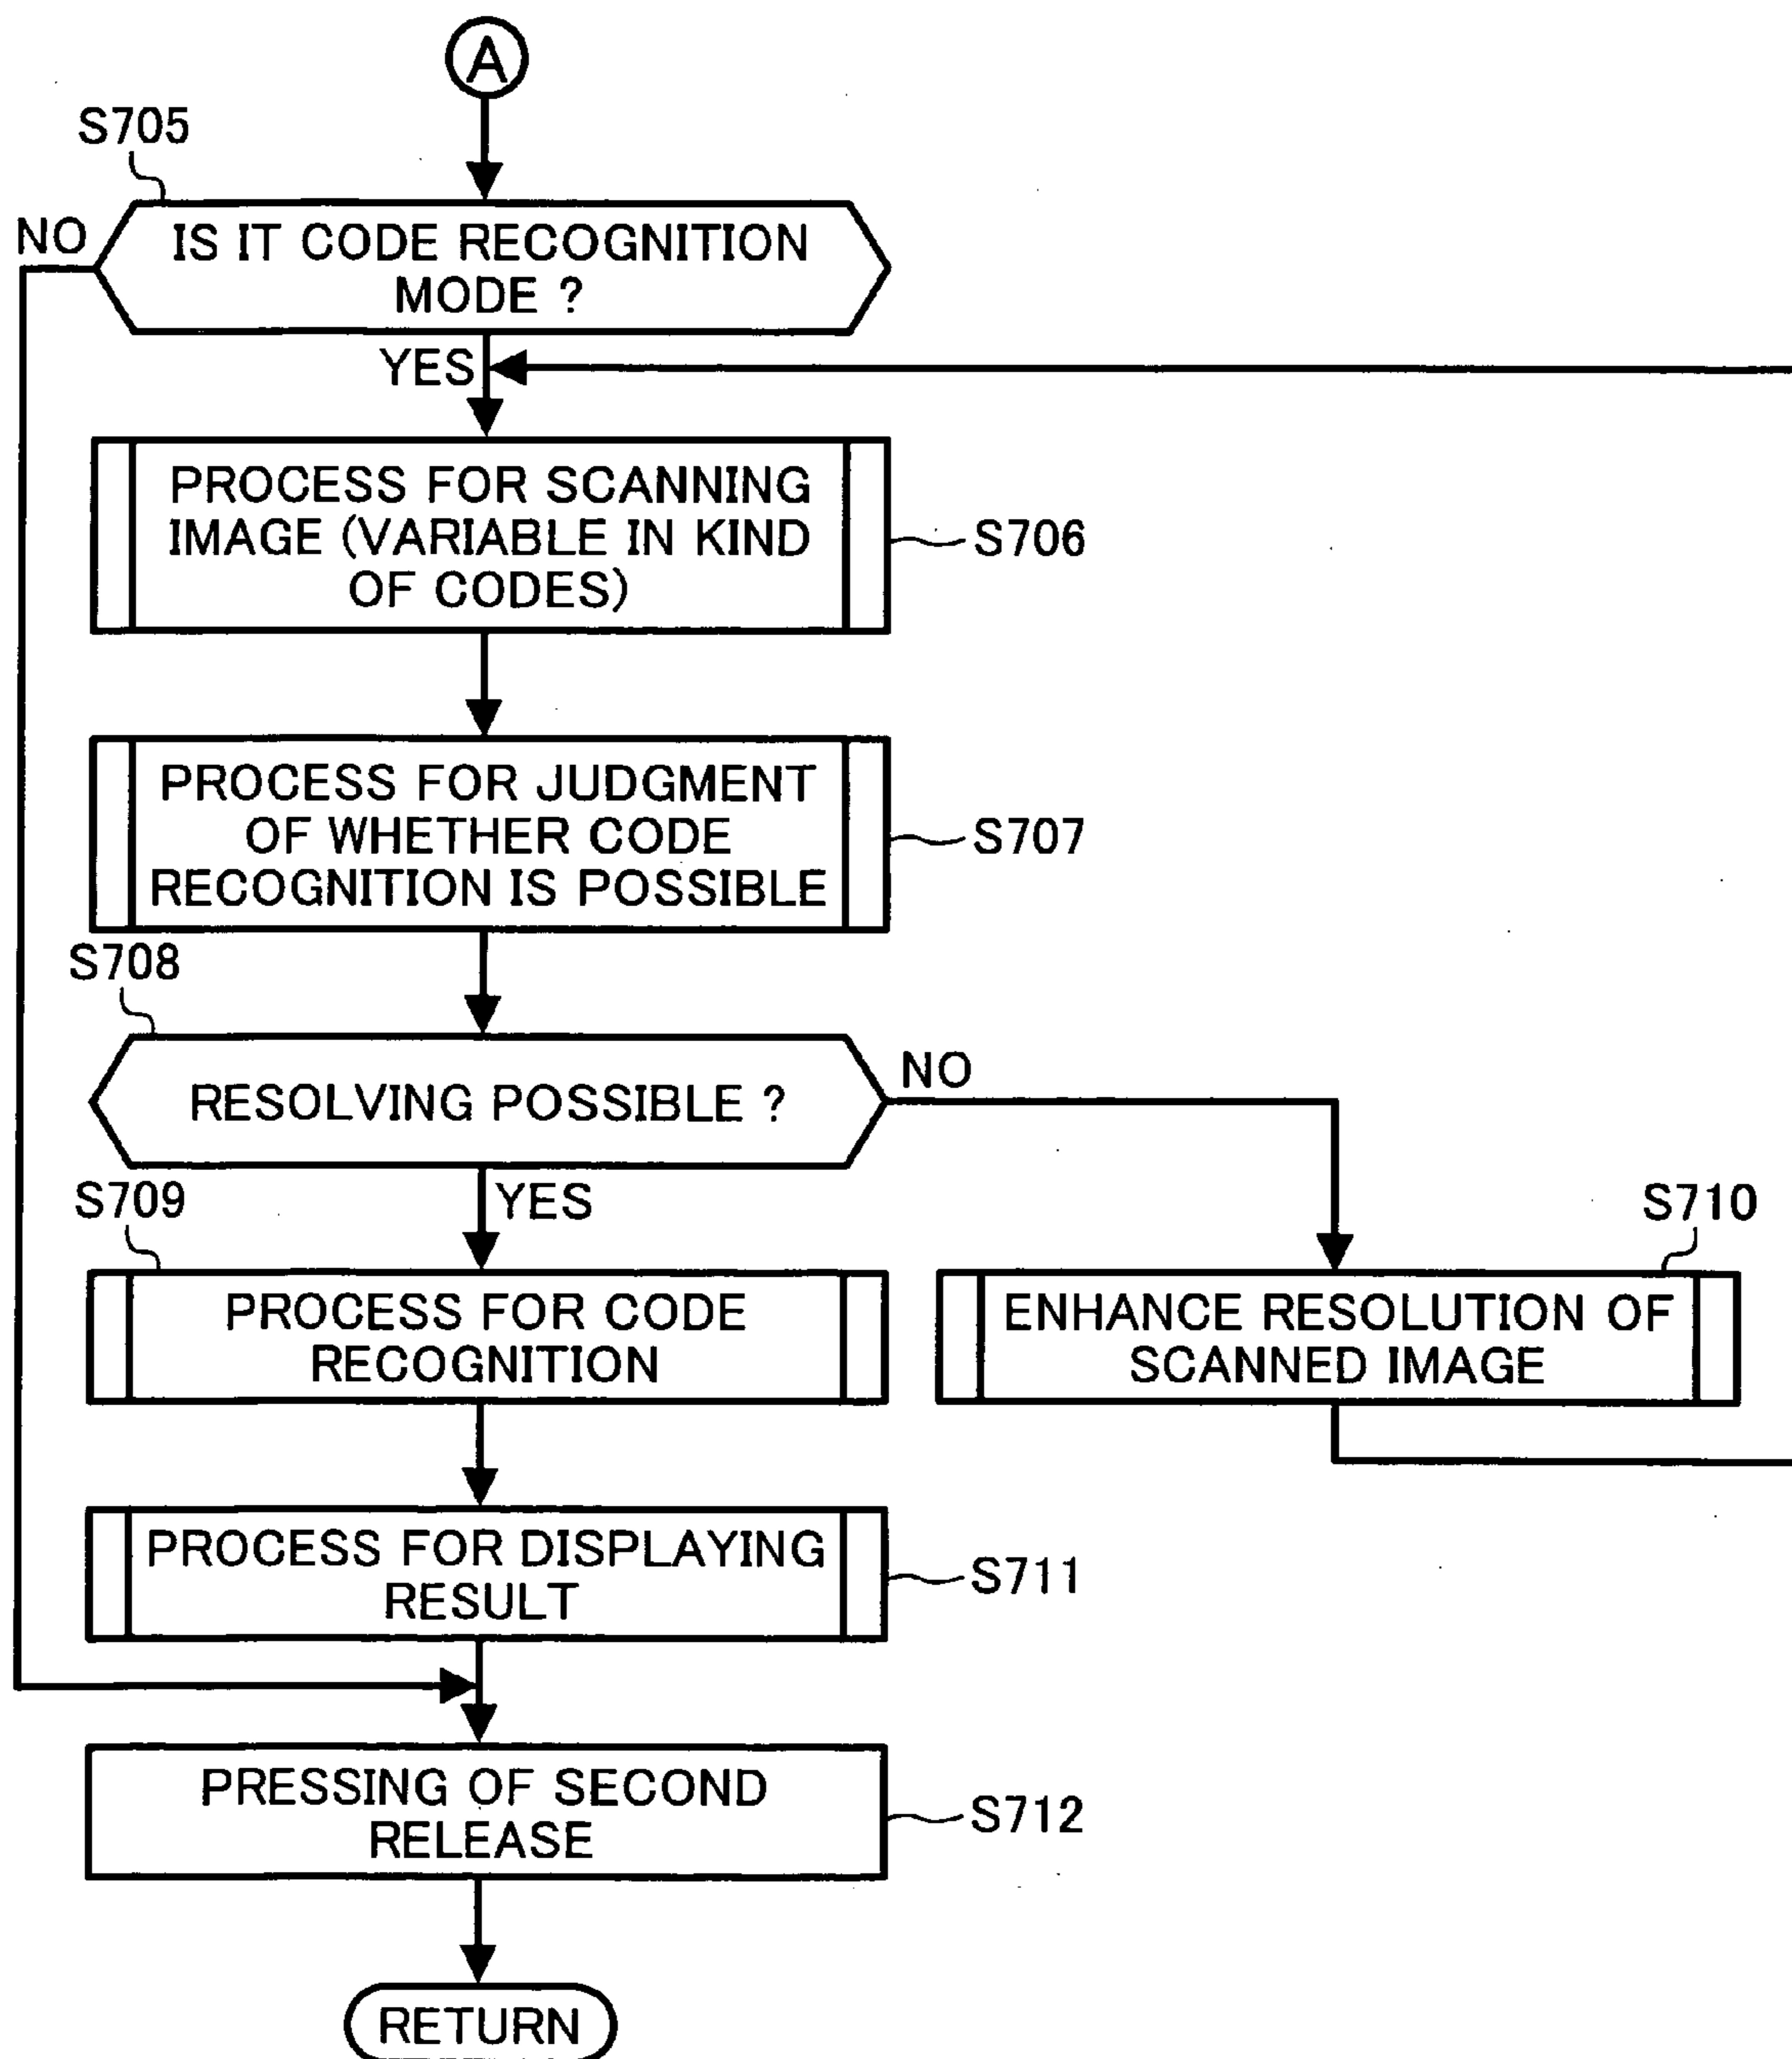 A
S705
NO
IS IT CODE RECOGNITION
MODE ?
YES
PROCESS FOR SCANNING
IMAGE (VARIABLE IN KIND
OF CODES)
S706
PROCESS FOR JUDGMENT
OF WHETHER CODE
RECOGNITION IS POSSIBLE
S707
S708
RESOLVING POSSIBLE ?
NO
YES
S709
PROCESS FOR CODE
RECOGNITION
S710
ENHANCE RESOLUTION OF
SCANNED IMAGE
PROCESS FOR DISPLAYING
RESULT
S711
PRESSING OF SECOND
RELEASE
S712
RETURN